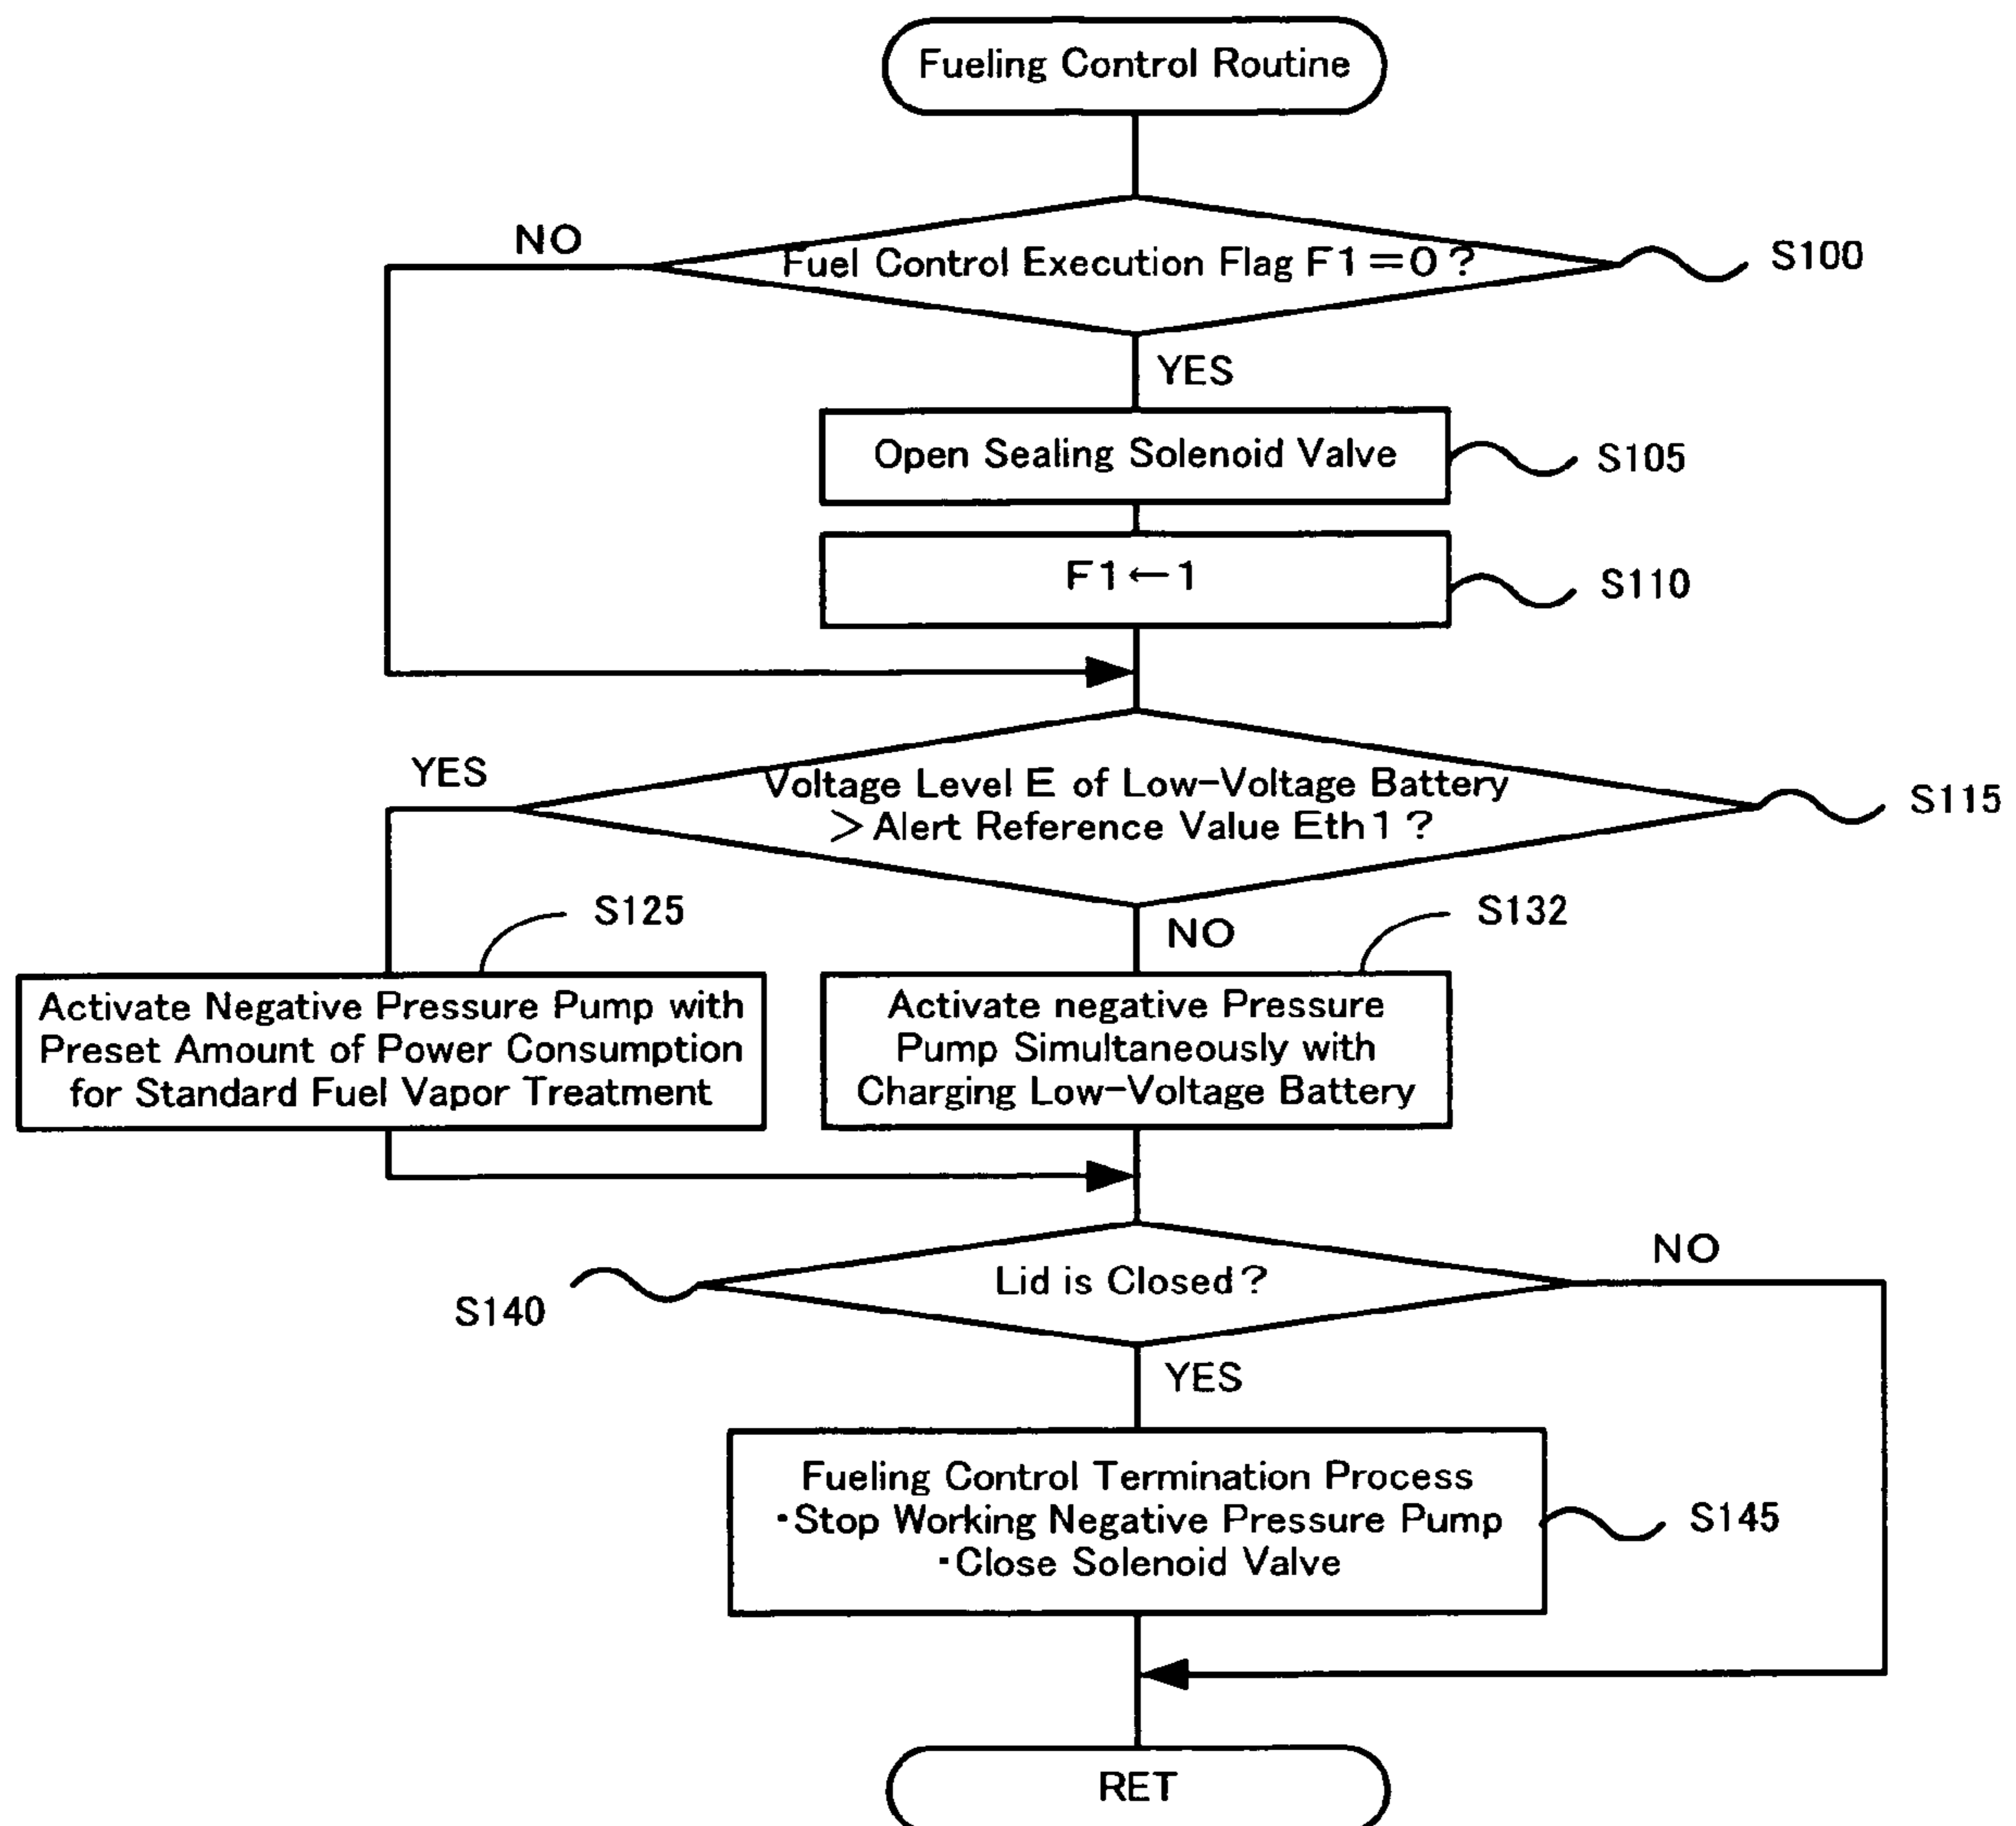 Fueling Control Routine
NO
Fuel Control Execution Flag F1=0?
S100
YES
Open Sealing Solenoid Valve
S105
F1←1
S110
YES
Voltage Level E of Low-Voltage Battery
>Alert Reference Value Eth1?
S115
S125
NO
S132
Activate Negative Pressure Pump with
Preset Amount of Power Consumption
for Standard Fuel Vapor Treatment
Activate negative Pressure
Pump Simultaneously with
Charging Low-Voltage Battery
NO
Lid is Closed?
S140
YES
Fueling Control Termination Process
･Stop Working Negative Pressure Pump
･Close Solenoid Valve
S145
RET